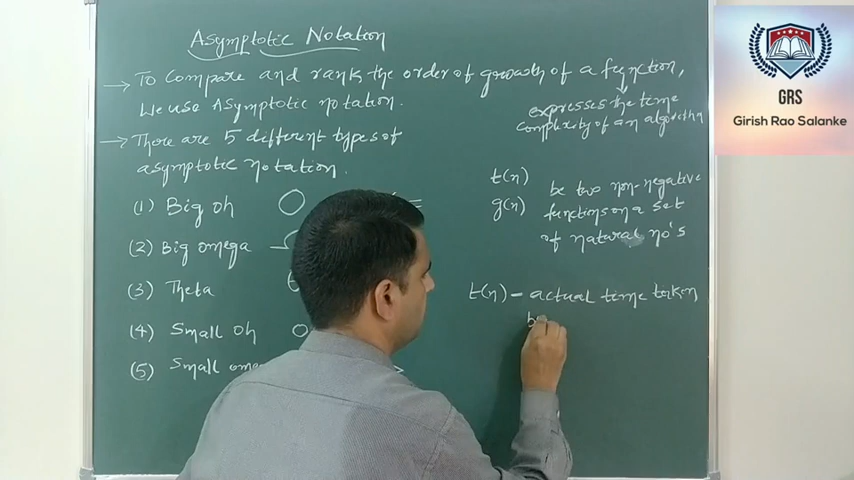 Asymptotic Notation
→ To compare and rank the order of growth of a function,
we use Asymptotic notation.
expresses the time
complexity of an algorithm
→ There are 5 different types of
asymptotic notation.
(1) Big oh O
(2) Big omega
(3) Theta
(4) Small oh
(5) Small
t(n)
g(n)
be two non-negative
functions on a set
of natural no's
t(n) - actual time taken
GRS
Girish Rao Salanke